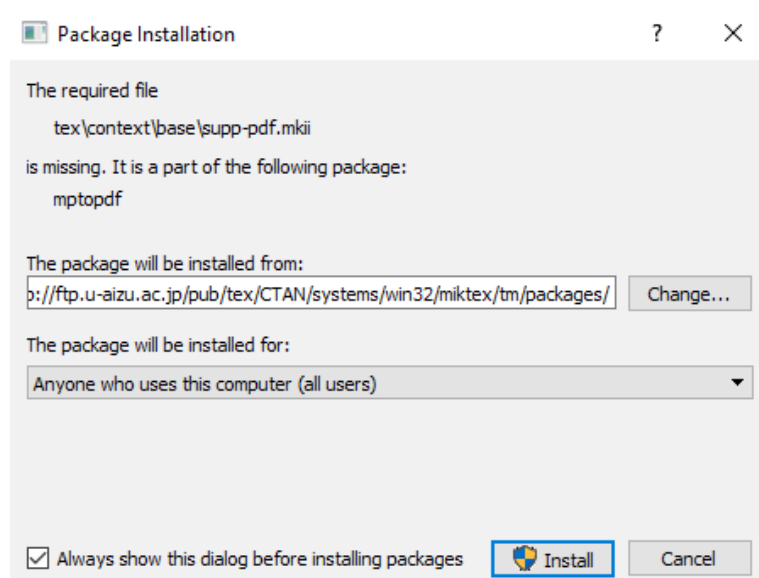 Package Installation
The required file
tex\context\base\supp-pdf.mkii
is missing. It is a part of the following package:
mptopdf
The package will be installed from:
p://ftp.u-aizu.ac.jp/pub/tex/CTAN/systems/win32/miktex/tm/packages/ Change...
The package will be installed for:
Anyone who uses this computer (all users)
Always show this dialog before installing packages Install Cancel